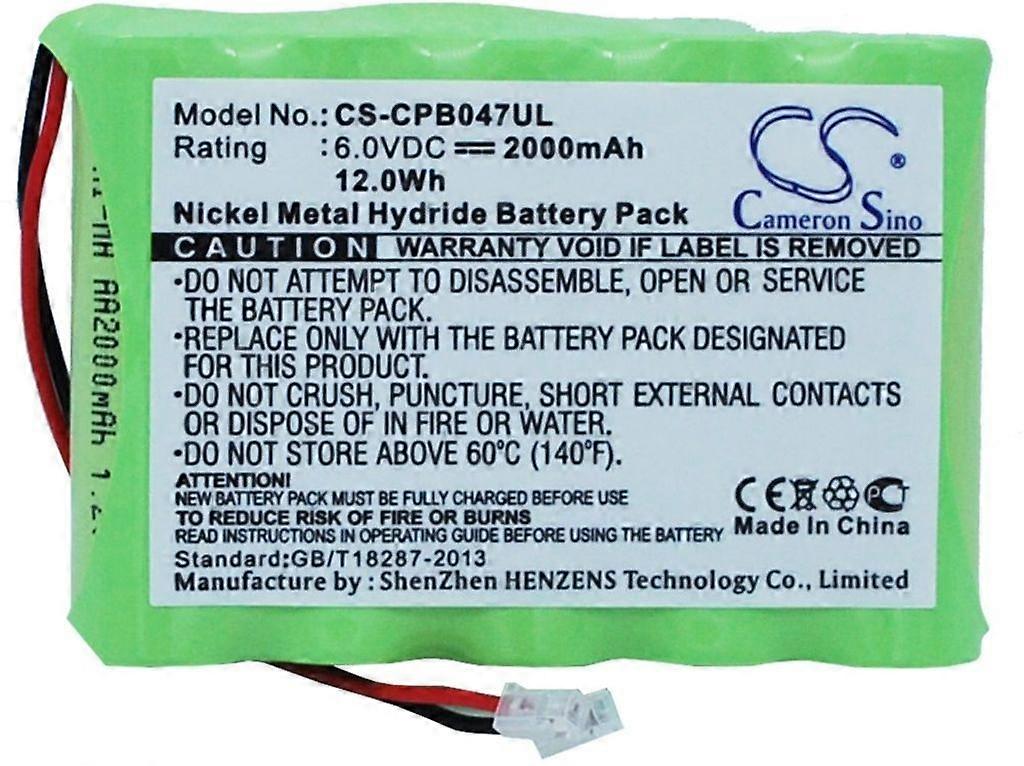 Model No.: CS-CPB047UL
Rating : 6.0VDC 2000mAh
12.0Wh
Nickel Metal Hydride Battery Pack
CS®
Cameron Sino
CAUTION WARRANTY VOID IF LABEL IS REMOVED
•DO NOT ATTEMPT TO DISASSEMBLE, OPEN OR SERVICE
THE BATTERY PACK.
•REPLACE ONLY WITH THE BATTERY PACK DESIGNATED
FOR THIS PRODUCT.
•DO NOT CRUSH, PUNCTURE, SHORT EXTERNAL CONTACTS
OR DISPOSE OF IN FIRE OR WATER.
•DO NOT STORE ABOVE 60°C (140°F).
ATTENTION!
NEW BATTERY PACK MUST BE FULLY CHARGED BEFORE USE
TO REDUCE RISK OF FIRE OR BURNS
READ INSTRUCTIONS IN OPERATING GUIDE BEFORE USING THE BATTERY
CE PCT
Made In China
Standard:GB/T18287-2013
Manufacture by : ShenZhen HENZENS Technology Co., Limited
AA2000mAh